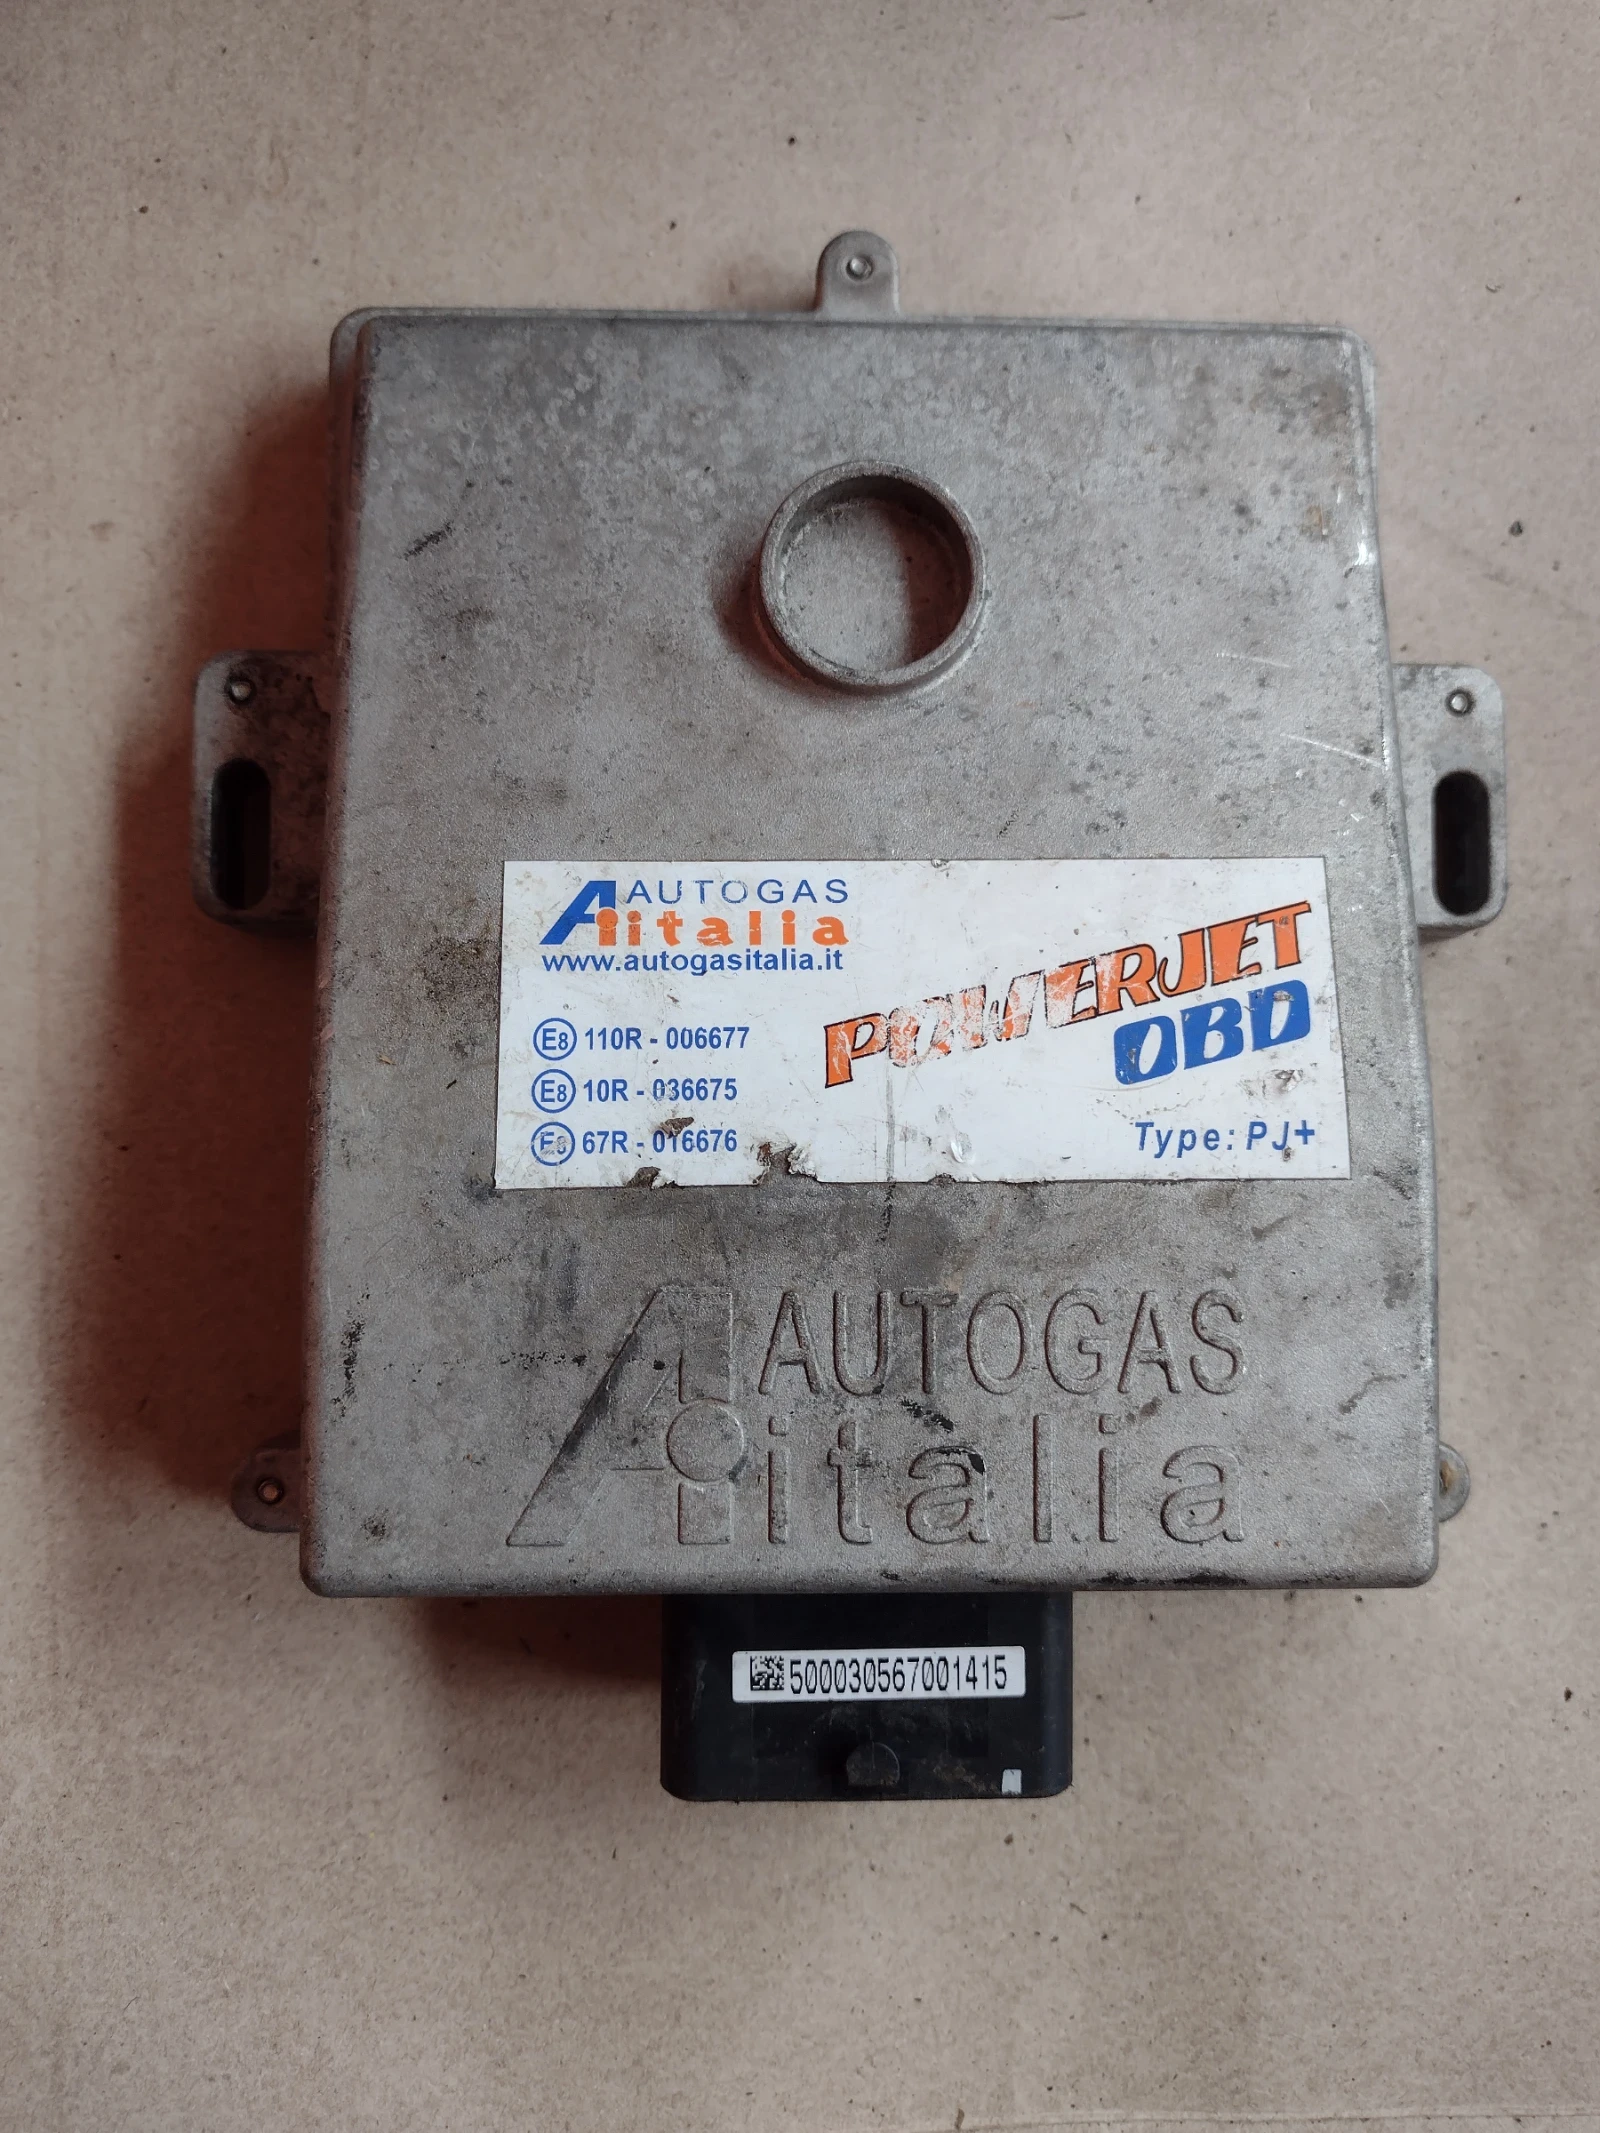 AUTOGAS
italia
www.autogasitalia.it
E8 110R - 006677
E8 10R - 036675
E8 67R - 016676
POWERJET
OBD
Type: PJ+
AUTOGAS
italia
500030567001415